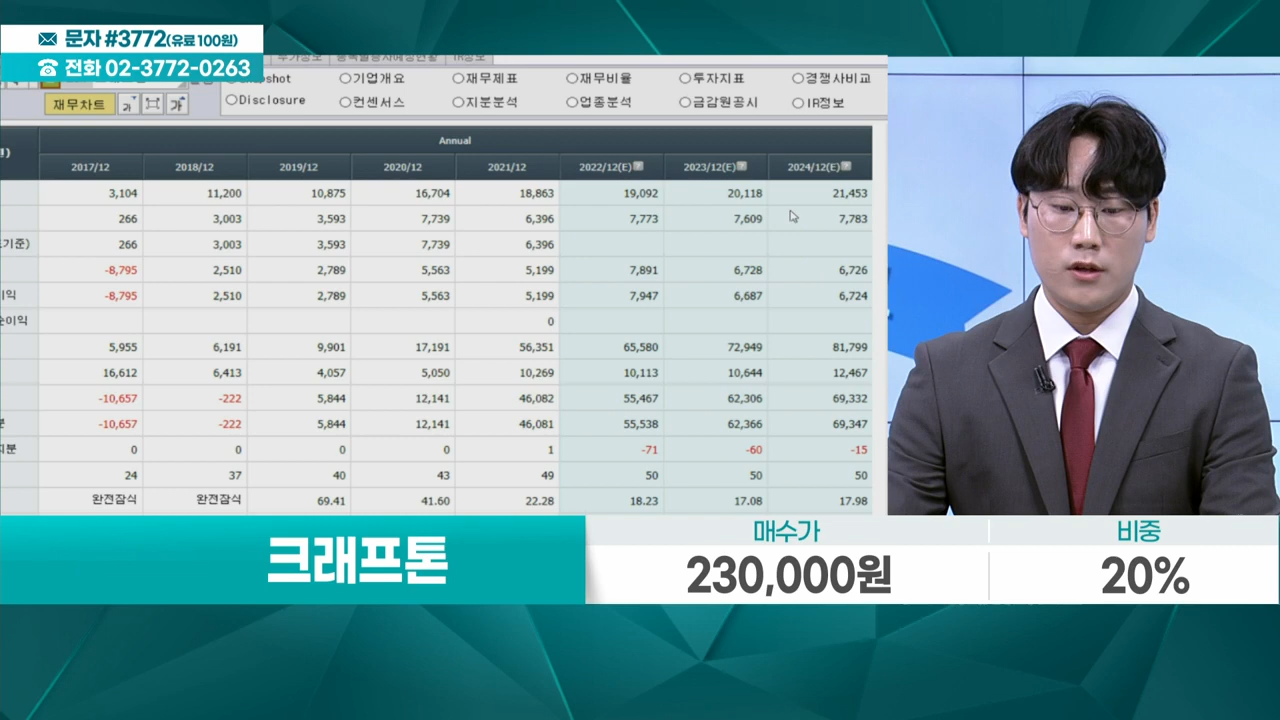 문자 #3772(유료 100원)
전화 02-3772-0263
기업개요 재무제표 재무비율 투자지표 경쟁사비교
Disclosure 컨센서스 지분분석 업종분석 금감원공시 IR정보
재무차트 가 가
Annual
2017/12 2018/12 2019/12 2020/12 2021/12 2022/12(E) 2023/12(E) 2024/12(E)
3,104 11,200 10,875 16,704 18,863 19,092 20,118 21,453
266 3,003 3,593 7,739 6,396 7,773 7,609 7,783
기준) 266 3,003 3,593 7,739 6,396
-8,795 2,510 2,789 5,563 5,199 7,891 6,728 6,726
익 -8,795 2,510 2,789 5,563 5,199 7,947 6,687 6,724
순이익 0
5,955 6,191 9,901 17,191 56,351 65,580 72,949 81,799
16,612 6,413 4,057 5,050 10,269 10,113 10,644 12,467
-10,657 -222 5,844 12,141 46,082 55,467 62,306 69,332
-10,657 -222 5,844 12,141 46,081 55,538 62,366 69,347
지분 0 0 0 0 1 -71 -60 -15
24 37 40 43 49 50 50 50
완전잠식 완전잠식 69.41 41.60 22.28 18.23 17.08 17.98
크래프톤
매수가 비중
230,000원 20%